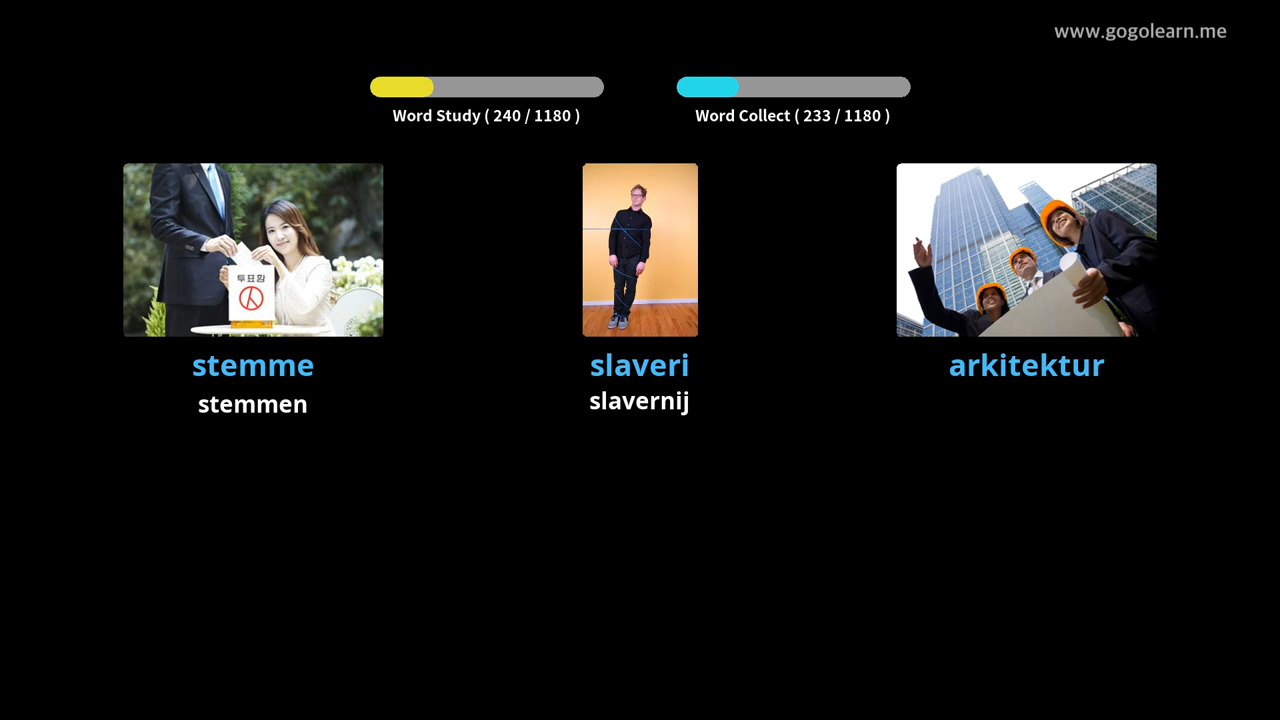 www.gogolearn.me
Word Study ( 240 / 1180 )
Word Collect ( 233 / 1180 )
투표함
stemme
slaveri
arkitektur
stemmen
slavernij